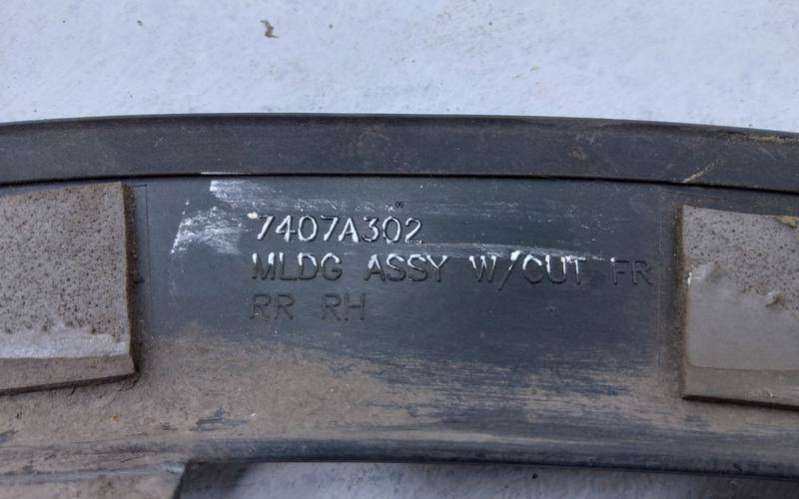 7407A302
MLDG ASSY W/CUT FR
RR RH